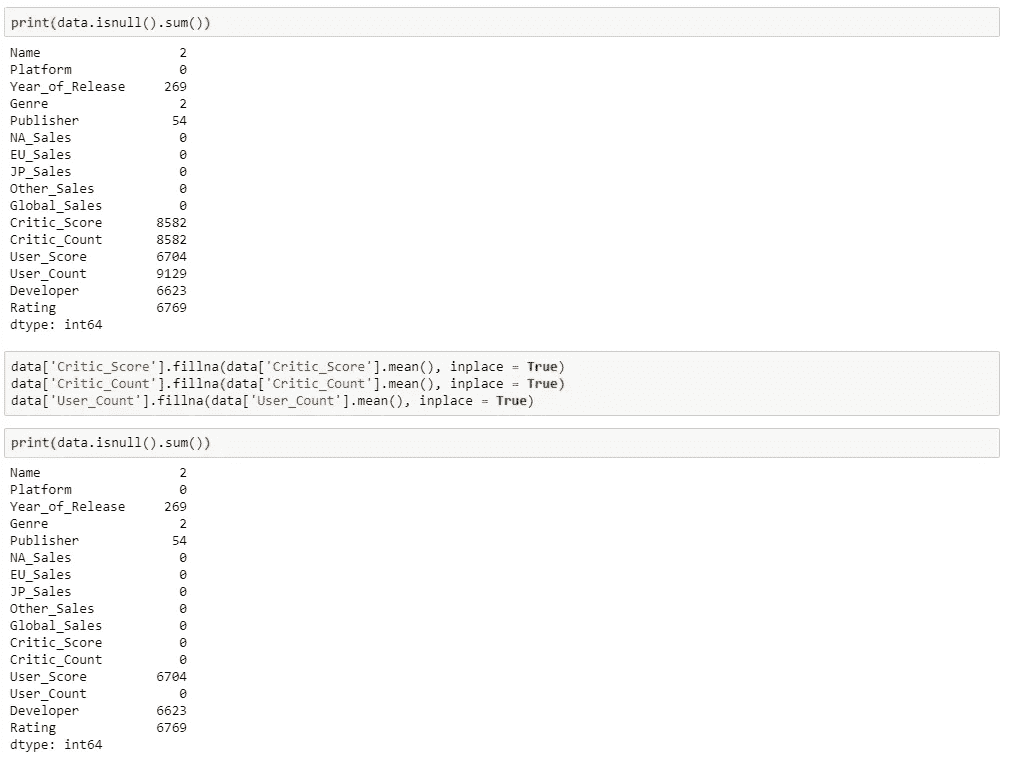 print(data.isnull().sum())
Name 2
Platform 0
Year_of_Release 269
Genre 2
Publisher 54
NA_Sales 0
EU_Sales 0
JP_Sales 0
Other_Sales 0
Global_Sales 0
Critic_Score 8582
Critic_Count 8582
User_Score 6704
User_Count 9129
Developer 6623
Rating 6769
dtype: int64
data['Critic_Score'].fillna(data['Critic_Score'].mean(), inplace = True)
data['Critic_Count'].fillna(data['Critic_Count'].mean(), inplace = True)
data['User_Count'].fillna(data['User_Count'].mean(), inplace = True)
print(data.isnull().sum())
Name 2
Platform 0
Year_of_Release 269
Genre 2
Publisher 54
NA_Sales 0
EU_Sales 0
JP_Sales 0
Other_Sales 0
Global_Sales 0
Critic_Score 0
Critic_Count 0
User_Score 6704
User_Count 0
Developer 6623
Rating 6769
dtype: int64